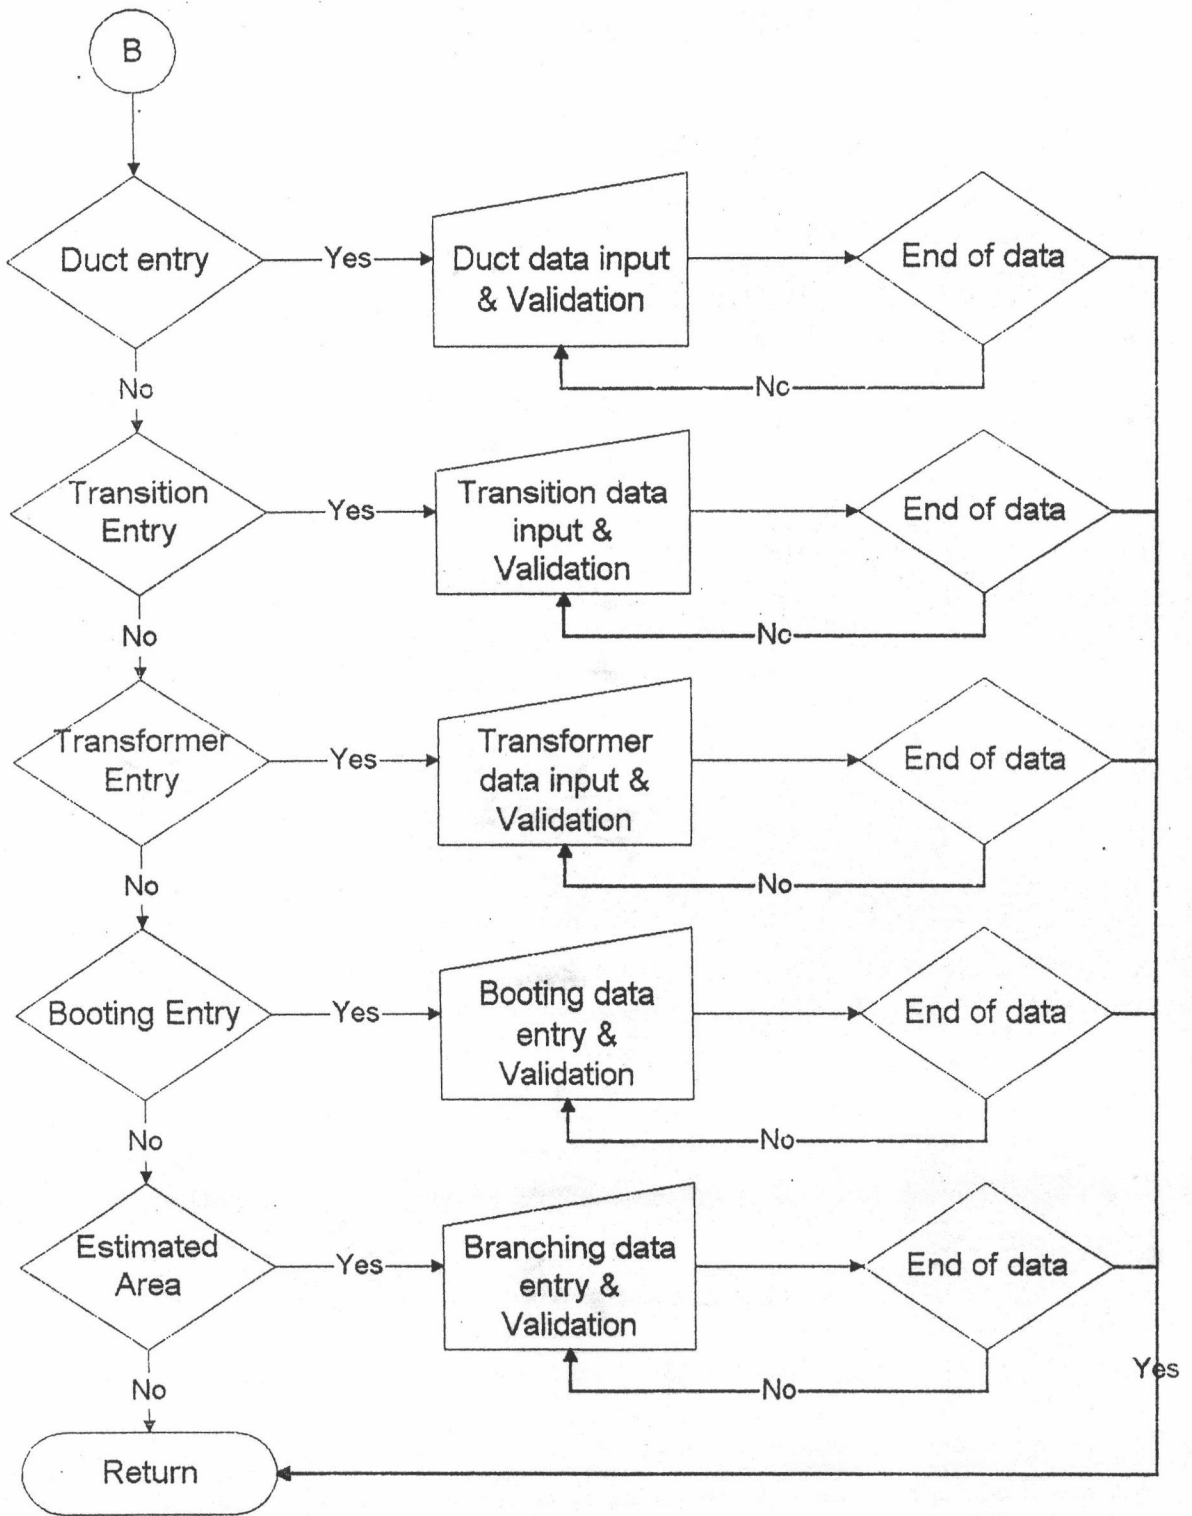 B
Duct entry
Yes
Duct data input
& Validation
End of data
No
Nc
Transition
Entry
Yes
Transition data
input &
Validation
End of data
No
Nc
Transformer
Entry
Yes
Transformer
data input &
Validation
End of data
No
No
Booting Entry
Yes
Booting data
entry &
Validation
End of data
No
No
Estimated
Area
Yes
Branching data
entry &
Validation
End of data
Yes
No
No
Return